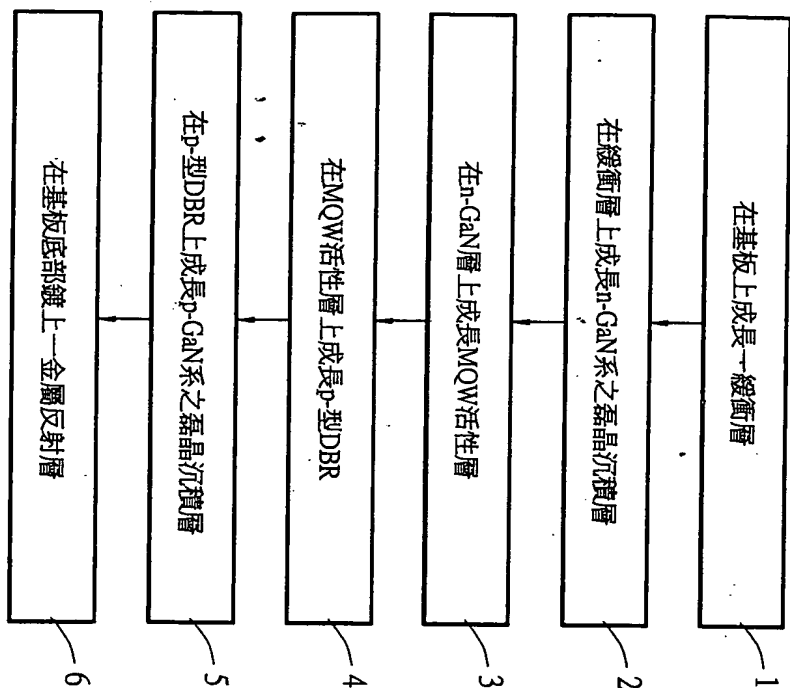 在基板上成長一緩衝層
1
在緩衝層上成長n-GaN系之磊晶沉積層
2
在n-GaN層上成長MQW活性層
3
在MQW活性層上成長p-型DBR
4
在p-型DBR上成長p-GaN系之磊晶沉積層
5
在基板底部鍍上一金屬反射層
6